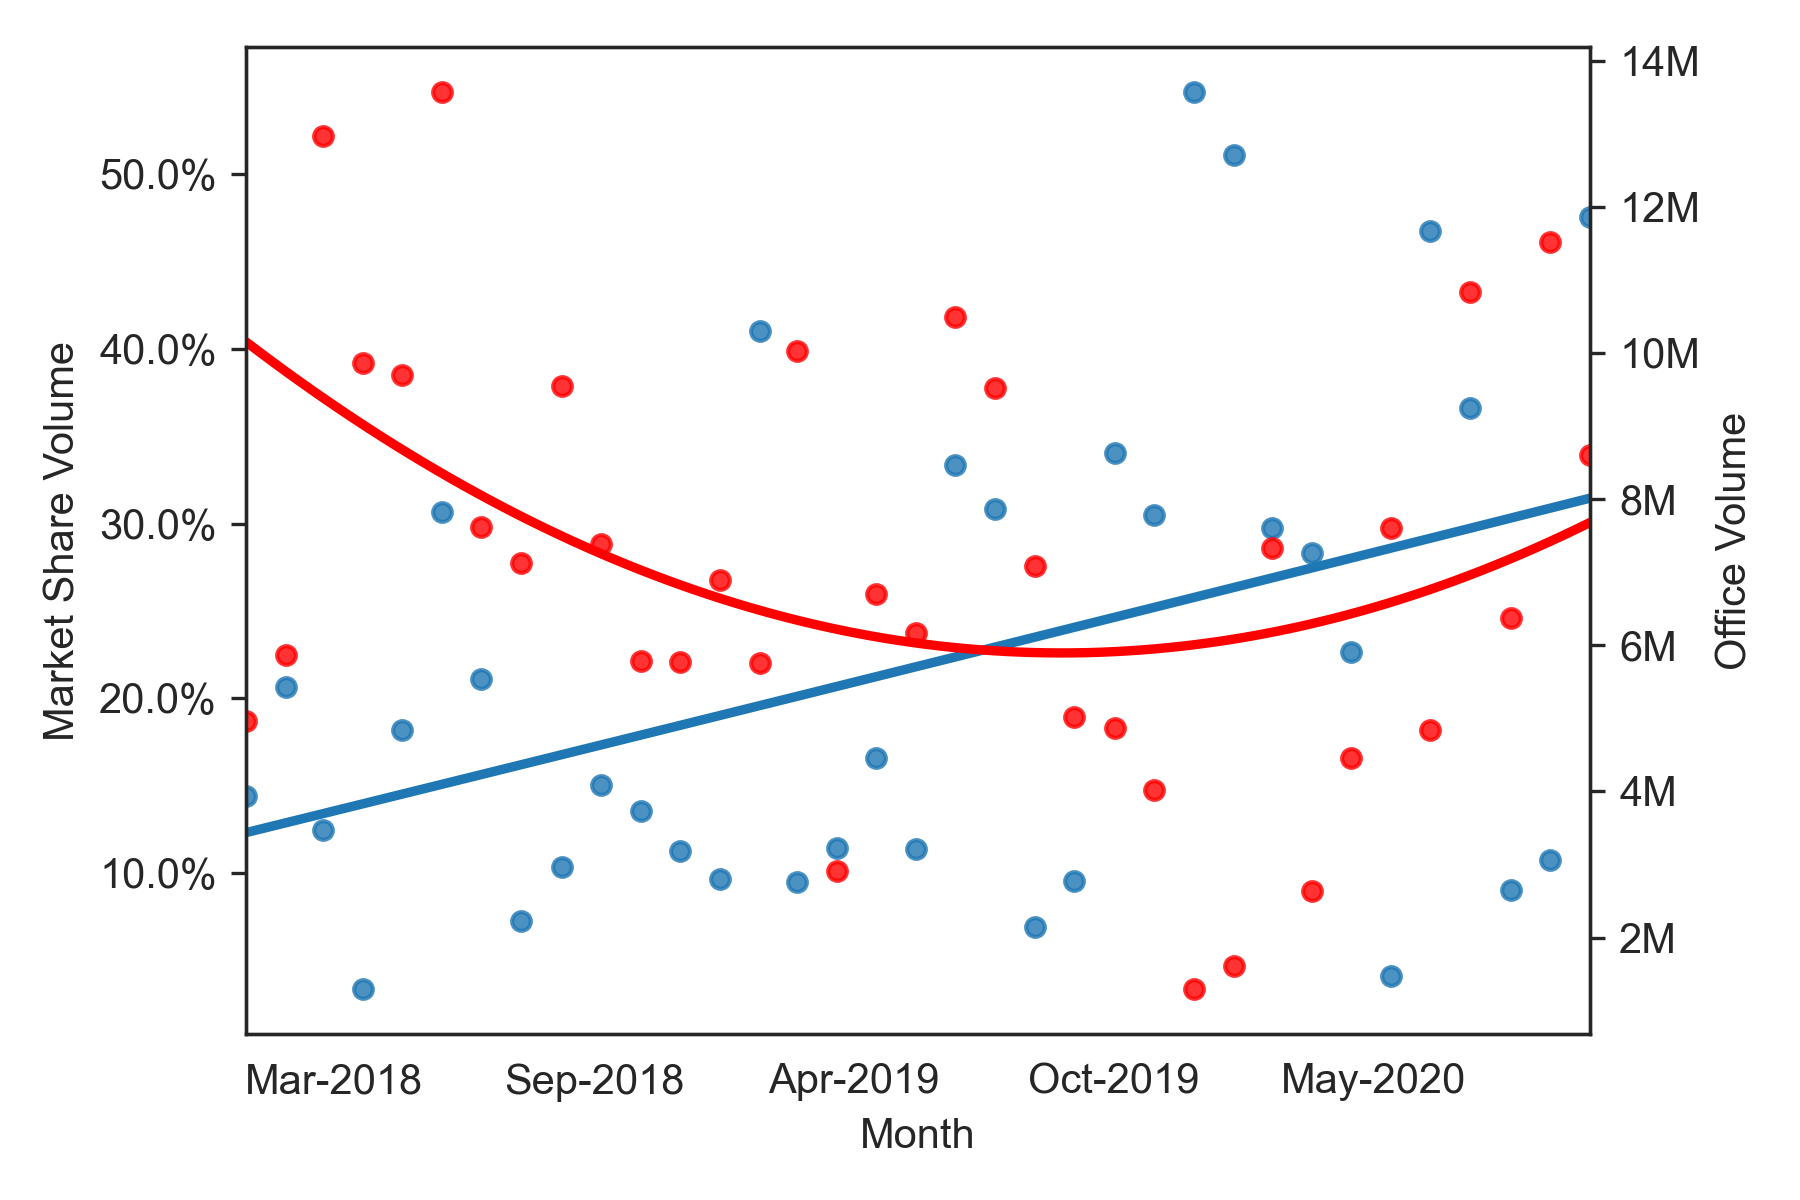 Market Share Volume
50.0%
40.0%
30.0%
20.0%
10.0%
14M
12M
10M
8M
6M
4M
2M
Office Volume
Mar-2018
Sep-2018
Apr-2019
Oct-2019
May-2020
Month